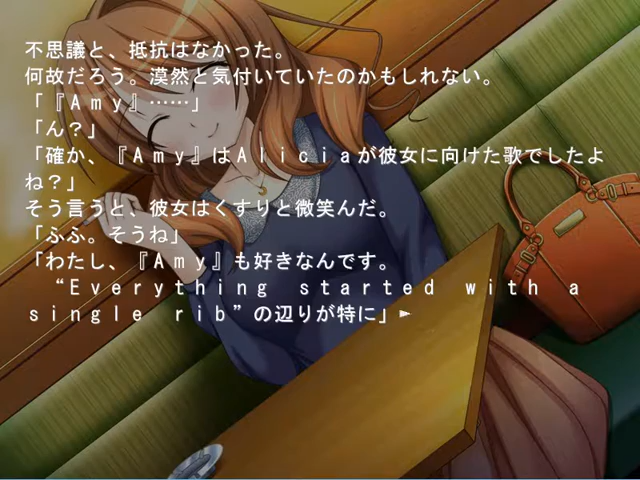 不思議と、抵抗はなかった。
何故だろう。漠然と気付いていたのかもしれない。
「『Ａｍｙ』……」
「ん？」
「確か、『Ａｍｙ』はＡｌｉｃｉａが彼女に向けた歌でしたよ
ね？」
そう言うと、彼女はくすりと微笑んだ。
「ふふ。そうね」
「わたし、『Ａｍｙ』も好きなんです。
　“Ｅｖｅｒｙｔｈｉｎｇ　ｓｔａｒｔｅｄ　ｗｉｔｈ　ａ
ｓｉｎｇｌｅ　ｒｉｂ”の辺りが特に」►